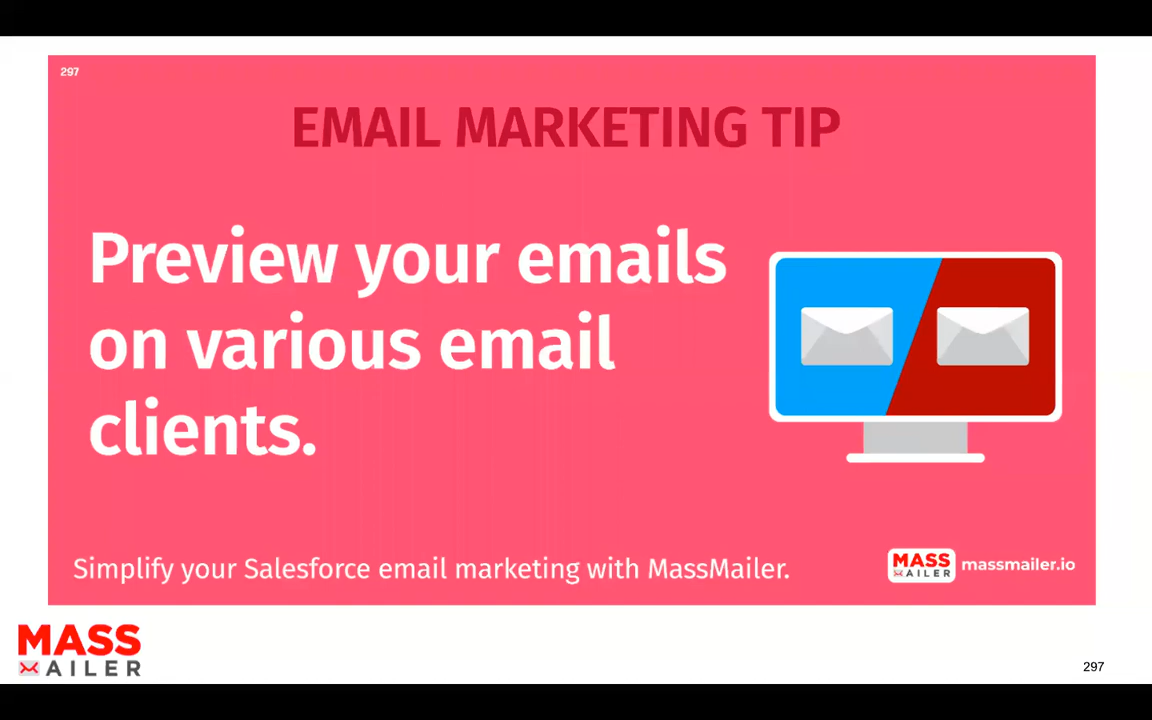 297
EMAIL MARKETING TIP
Preview your emails
on various email
clients.
Simplify your Salesforce email marketing with MassMailer.
MASS
AILER
massmailer.io
MASS
AILER
297